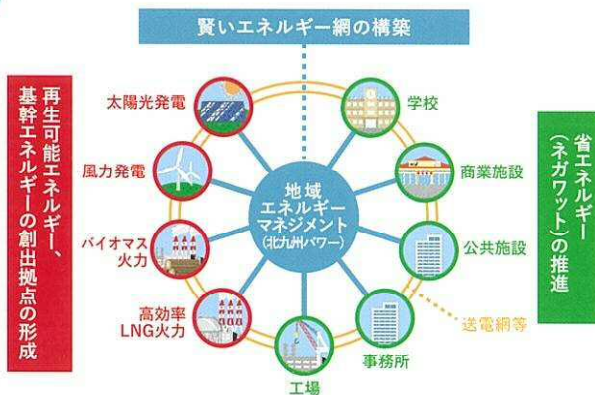 賢いエネルギー網の構築
再生可能エネルギー、
基幹エネルギーの創出拠点の形成
太陽光発電
風力発電
バイオマス
火力
高効率
LNG火力
地域
エネルギー
マネジメント
(北九州パワー)
学校
商業施設
公共施設
事務所
工場
送電網等
省エネルギー
(ネガワット)の推進